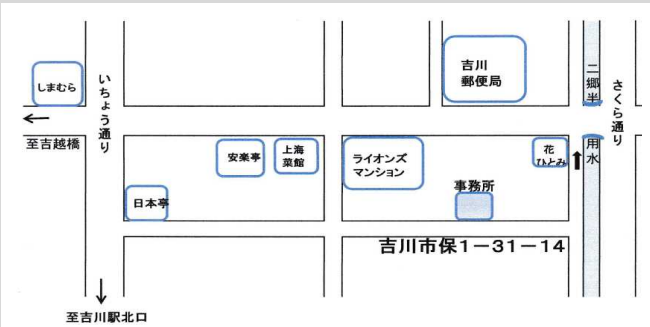 しまむら
いちょう通り
至吉越橋
安楽亭
上海
菜館
日本亭
ライオンズ
マンション
吉川
郵便局
二郷半
用水
さくら通り
花
ひとみ
事務所
吉川市保1－31－14
至吉川駅北口